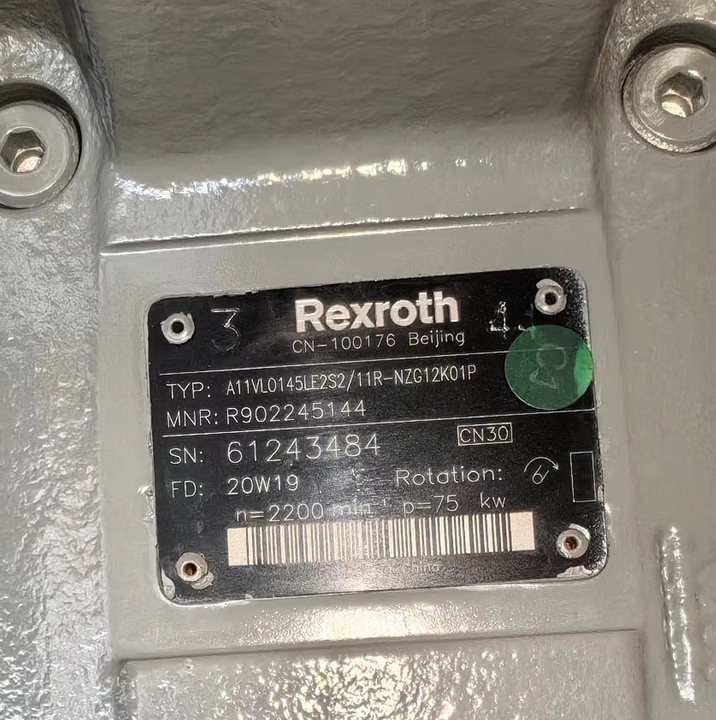 3 Rexroth
CN-100176 Beijing
TYP: A11VLO145LE2S2/11R-NZG12K01P
MNR: R902245144
SN: 61243484 CN30
FD: 20W19 Rotation:
n=2200 min p=75 kw
China